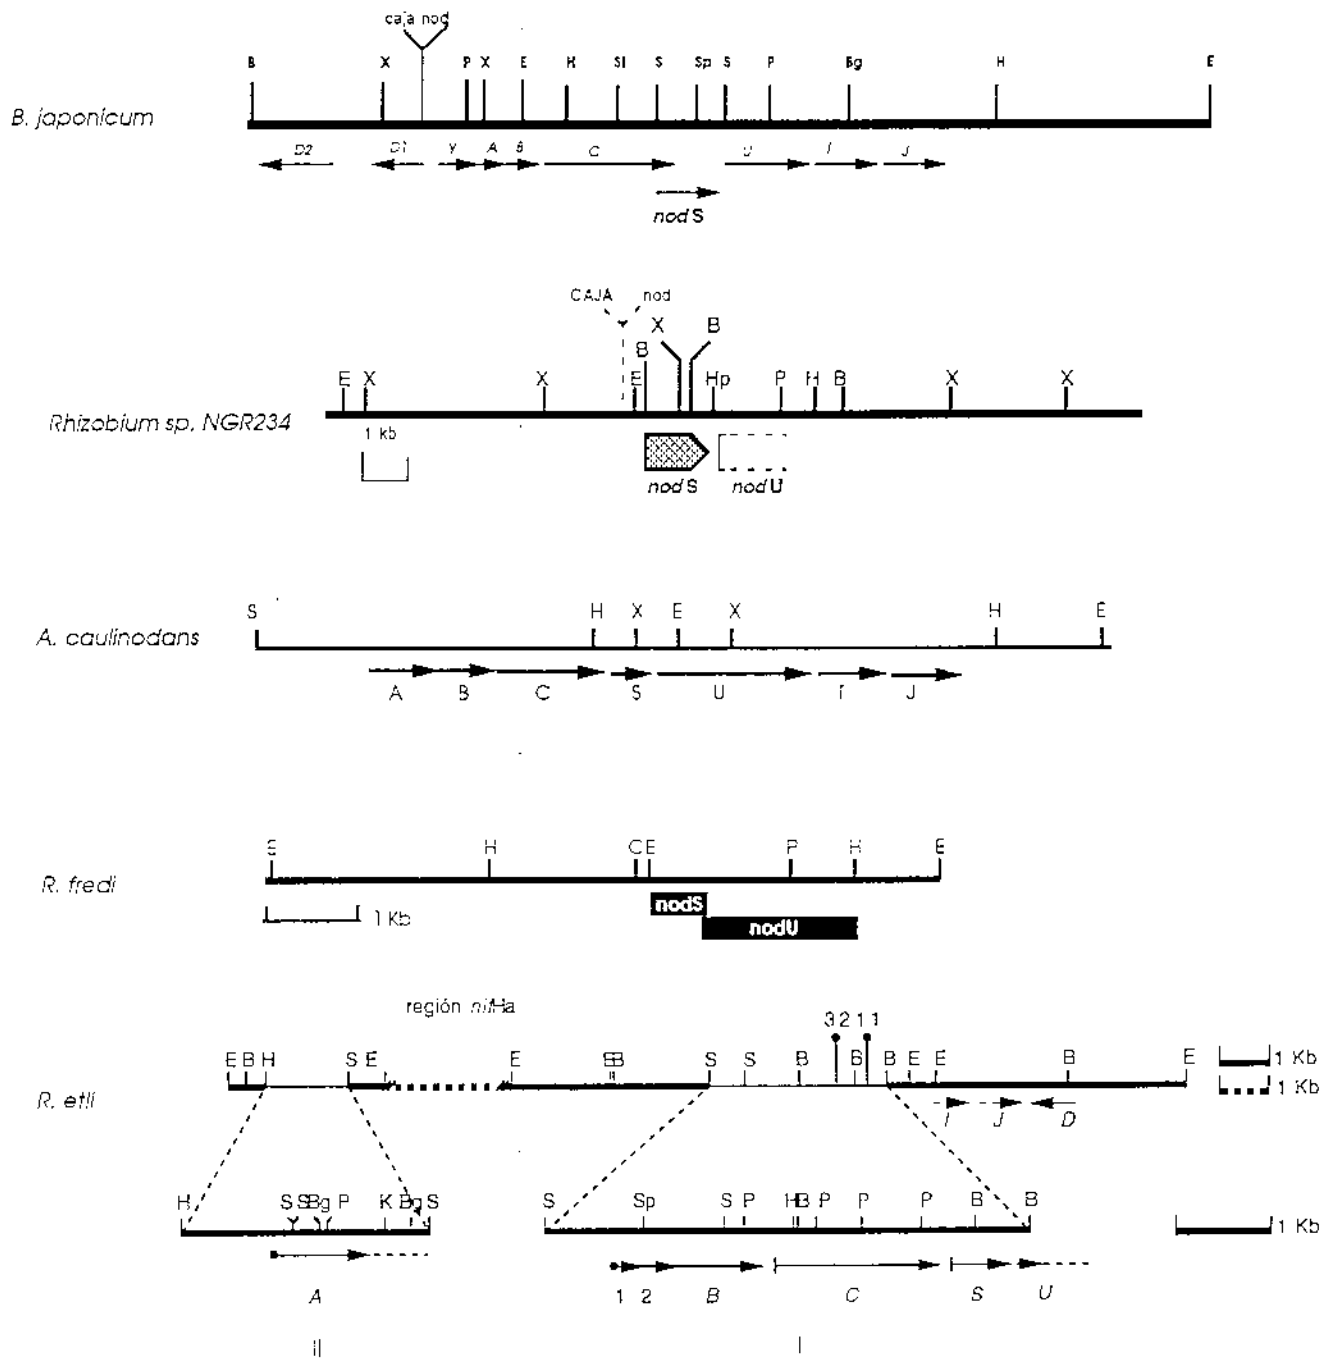 caja nod
B X P X E H Sl S Sp S P Bg H E
B. japonicum
D2 D1 Y A B C U I J
nod S
CAJA nod
X B
B
E X X E Hp P H B X X
Rhizobium sp. NGR234
1 kb
nod S nod U
S H X E X H E
A. caulinodans
A B C S U I J
S H C E P H E
R. fredi
nodS
1 Kb
nodU
región nifHa
3 2 1 1
E B H S E E E B S S B B B E E B E
1 Kb
R. etli
1 Kb
I J D
H S S B g P K Bg S S Sp S P H B P P P B B
1 Kb
A 1 2 B C S U
II I